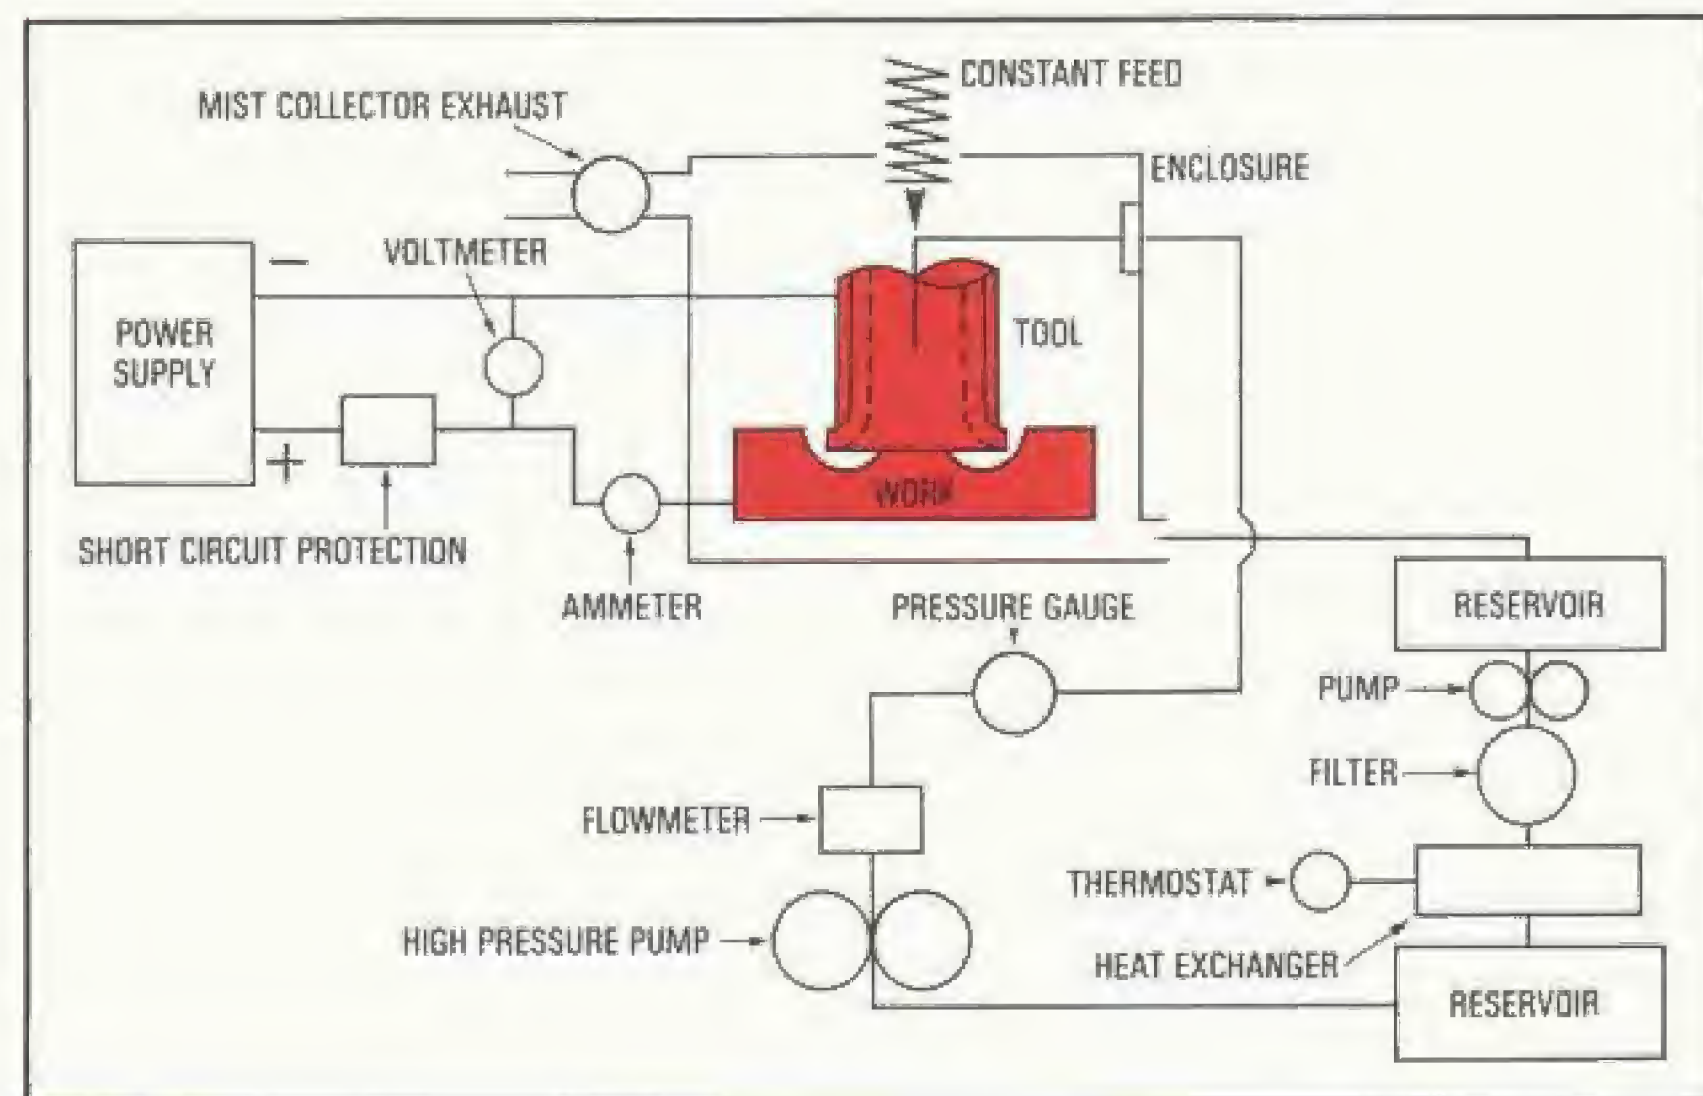 CONSTANT FEED
MIST COLLECTOR EXHAUST
ENCLOSURE
VOLTMETER
−
POWER
SUPPLY
TOOL
+
WORK
SHORT CIRCUIT PROTECTION
AMMETER
PRESSURE GAUGE
RESERVOIR
PUMP
FILTER
FLOWMETER
THERMOSTAT
HIGH PRESSURE PUMP
HEAT EXCHANGER
RESERVOIR